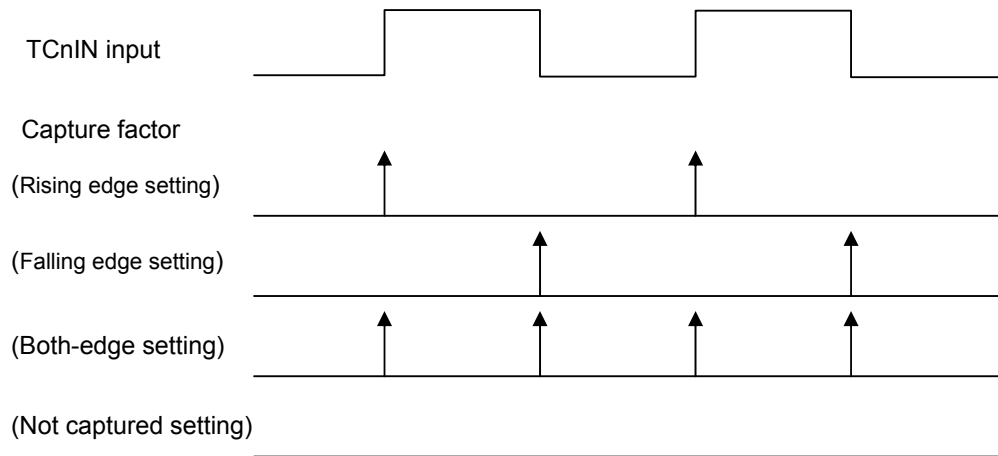 TCnIN input
Capture factor
(Rising edge setting)
(Falling edge setting)
(Both-edge setting)
(Not captured setting)